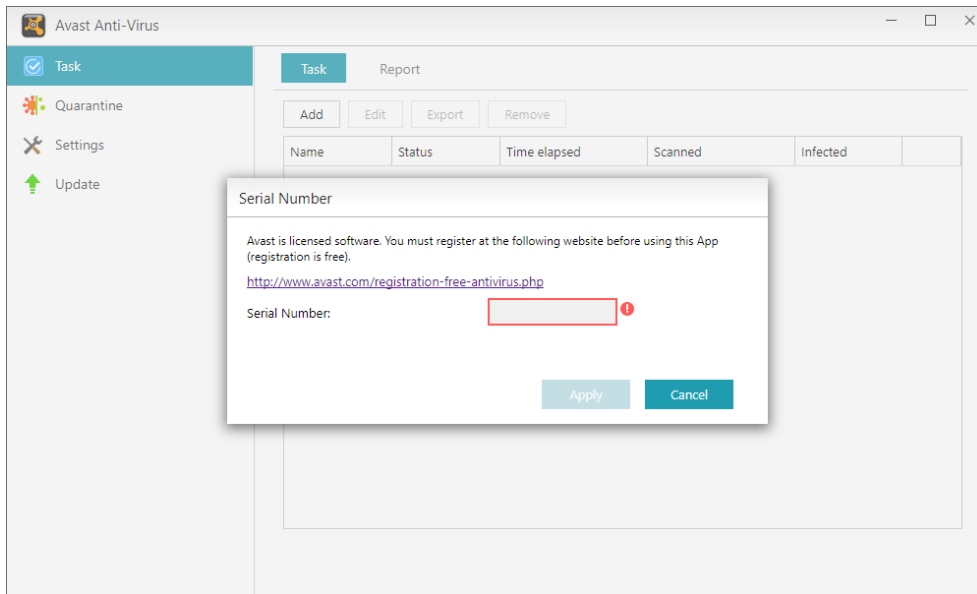 Avast Anti-Virus
Task
Quarantine
Settings
Update
Task Report
Add Edit Export Remove
Name Status Time elapsed Scanned Infected
Serial Number
Avast is licensed software. You must register at the following website before using this App
(registration is free).
http://www.avast.com/registration-free-antivirus.php
Serial Number:
Apply Cancel